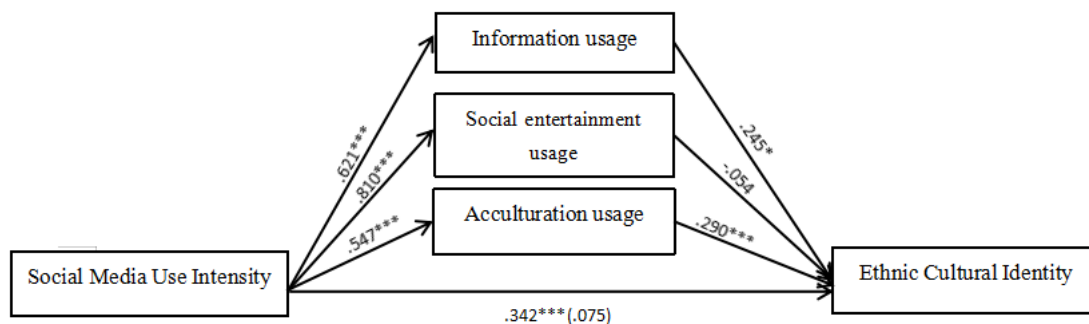 Information usage
.621***
.245*
Social entertainment
usage
.810***
-.054
Acculturation usage
.547***
.290***
Social Media Use Intensity
Ethnic Cultural Identity
.342***(.075)